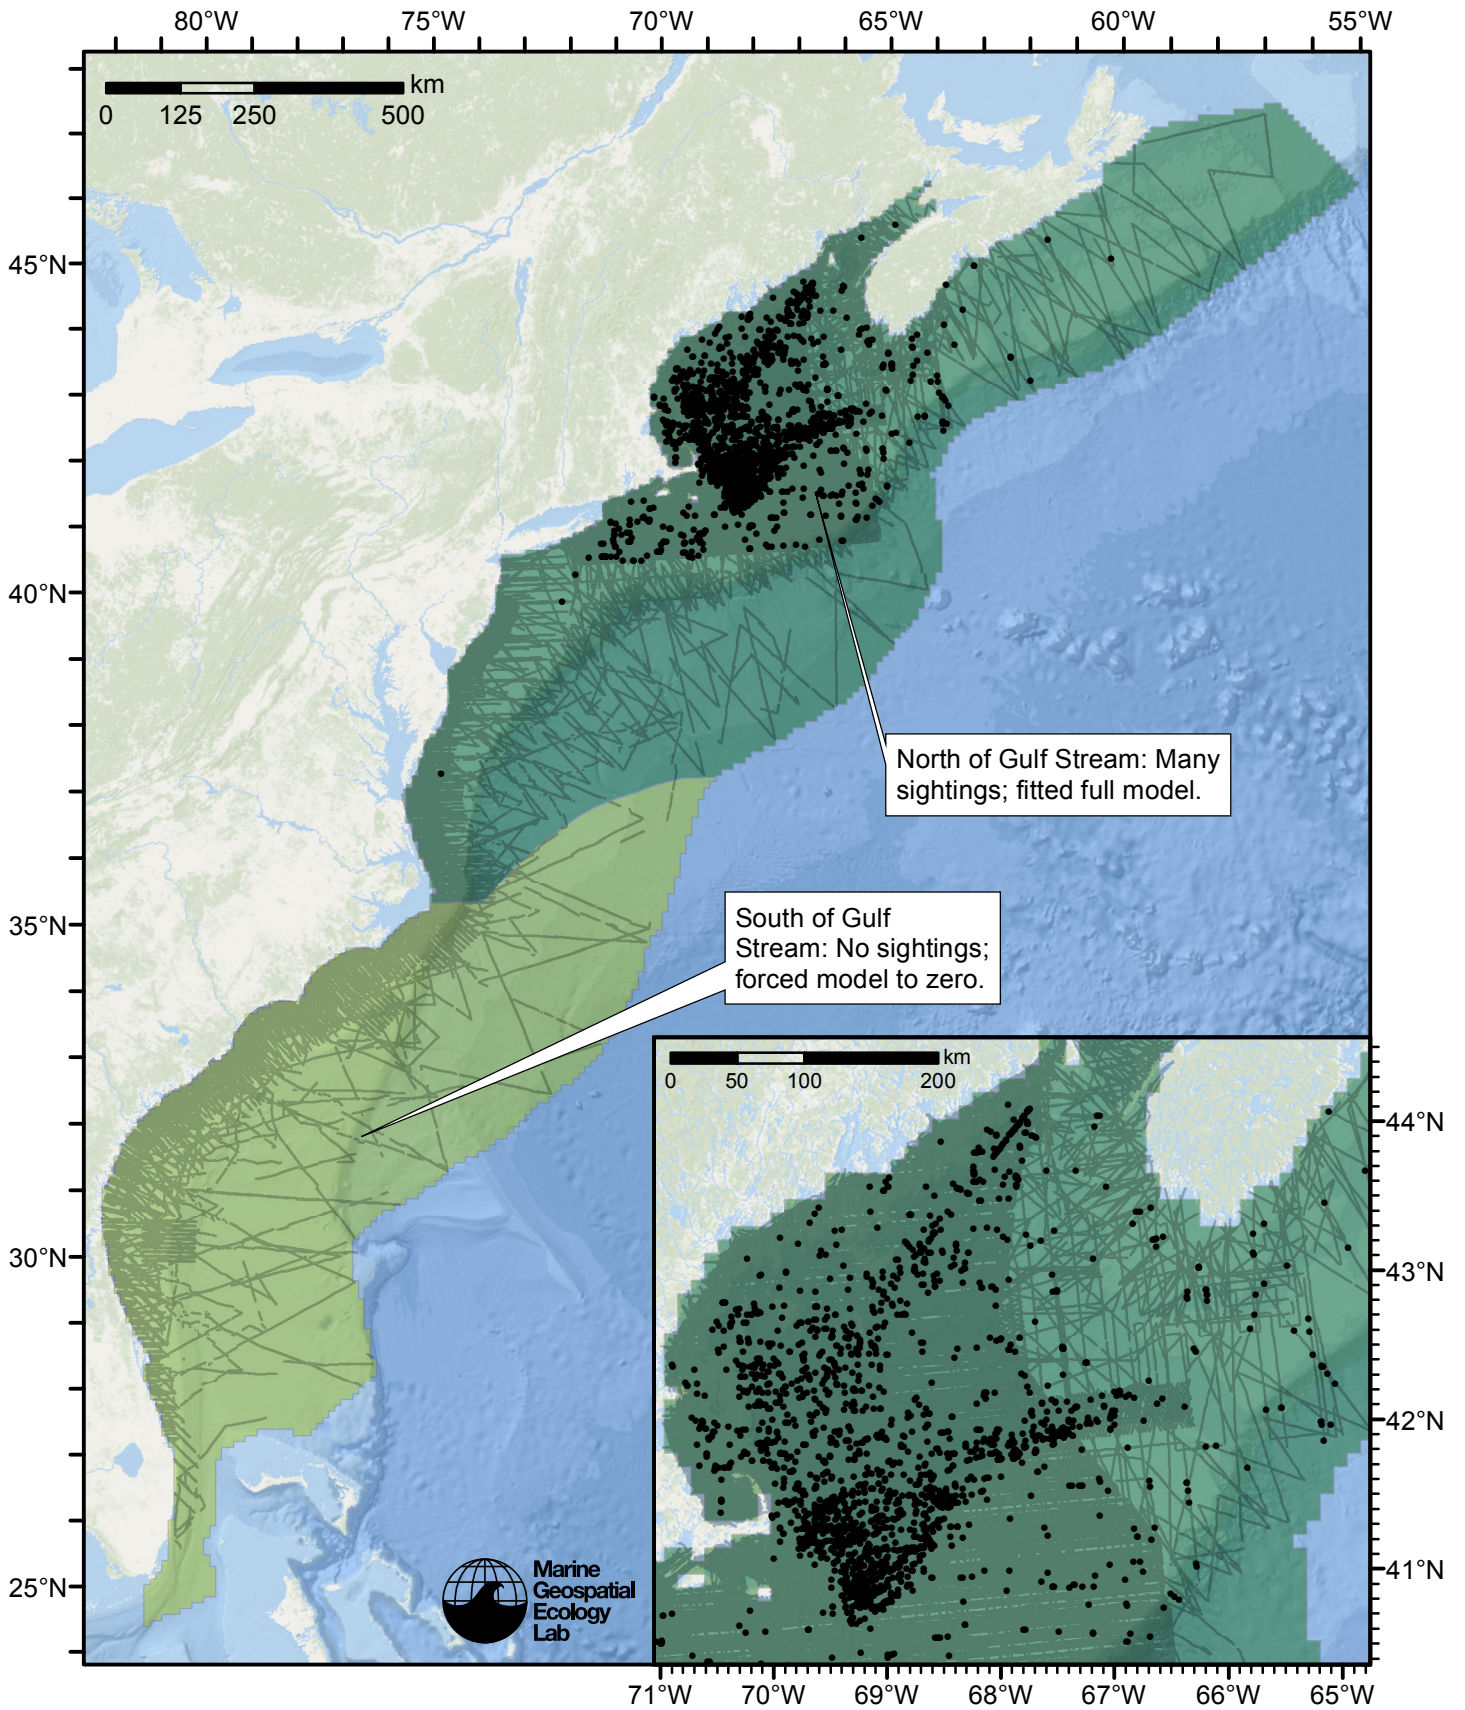 80°W 75°W 70°W 65°W 60°W 55°W
km
0 125 250 500
45°N
40°N
35°N
30°N
25°N
North of Gulf Stream: Many
sightings; fitted full model.
South of Gulf
Stream: No sightings;
forced model to zero.
km
0 50 100 200
44°N
43°N
42°N
41°N
71°W 70°W 69°W 68°W 67°W 66°W 65°W
Marine
Geospatial
Ecology
Lab